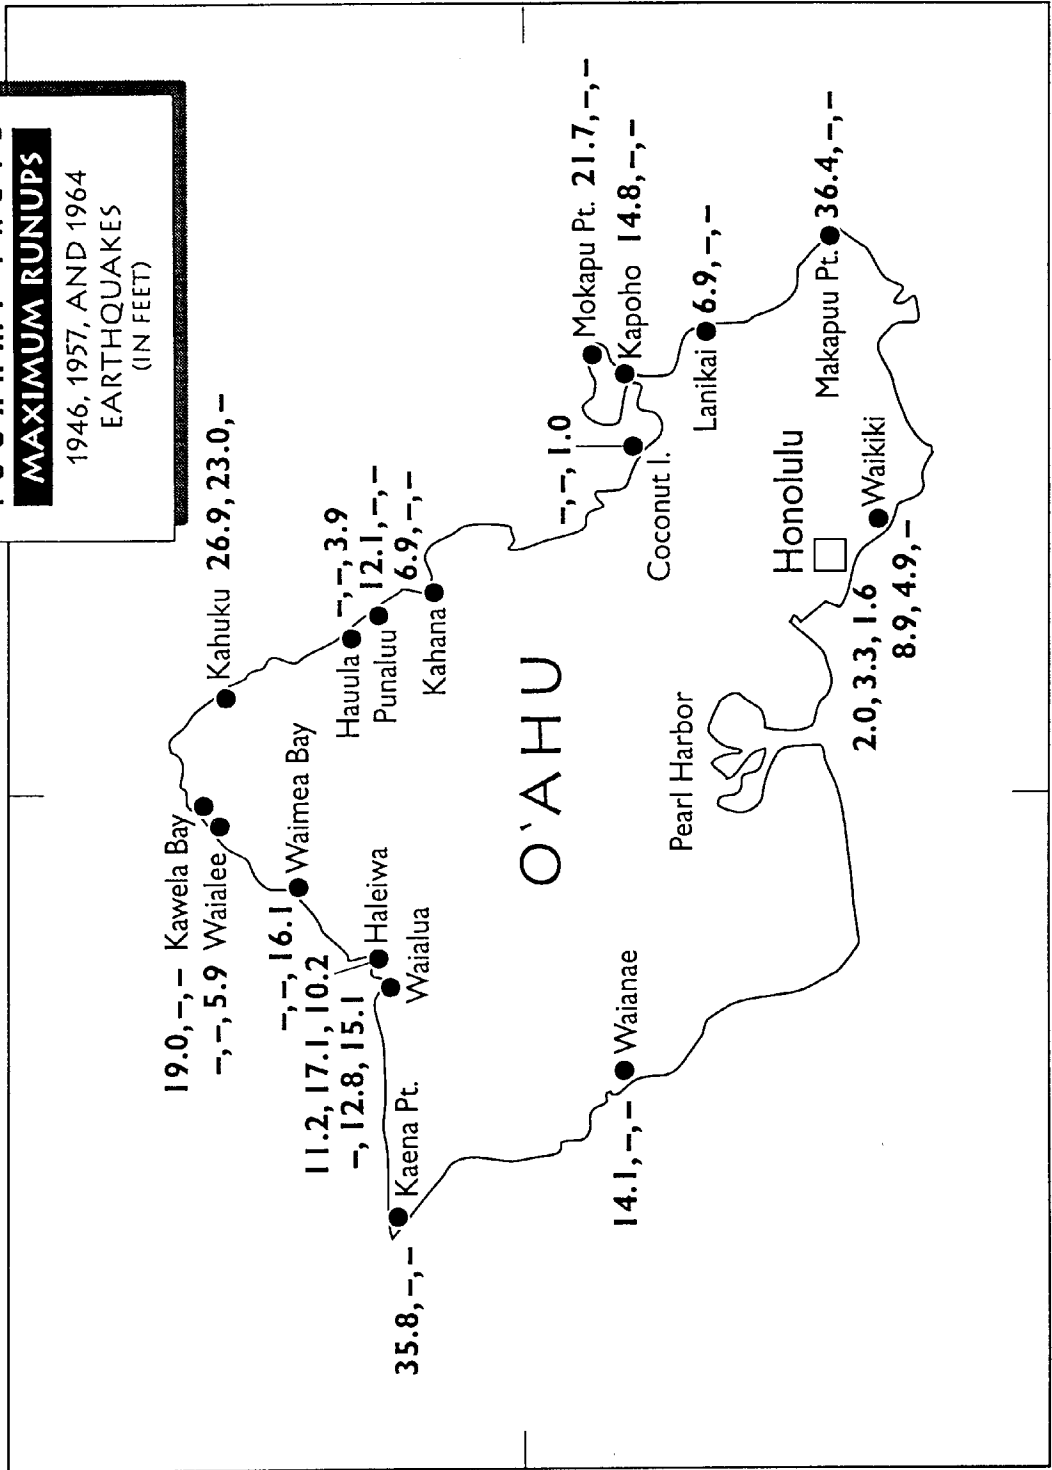 MAXIMUM RUNUPS
1946, 1957, AND 1964
EARTHQUAKES
(IN FEET)
19.0, –, – Kawela Bay
–, –, 5.9 Waialee
Kahuku 26.9, 23.0, –
–, –, 16.1 Waimea Bay
11.2, 17.1, 10.2 Haleiwa
–, 12.8, 15.1 Waialua
Kaena Pt.
35.8, –, –
Hauula –, –, 3.9
Punaluu 12.1, –, –
Kahana 6.9, –, –
O'AHU
–, –, 1.0
Coconut I.
Mokapu Pt. 21.7, –, –
Kapoho 14.8, –, –
Lanikai 6.9, –, –
Makapuu Pt. 36.4, –, –
Waianae
14.1, –, –
Pearl Harbor
Honolulu
2.0, 3.3, 1.6
Waikiki
8.9, 4.9, –